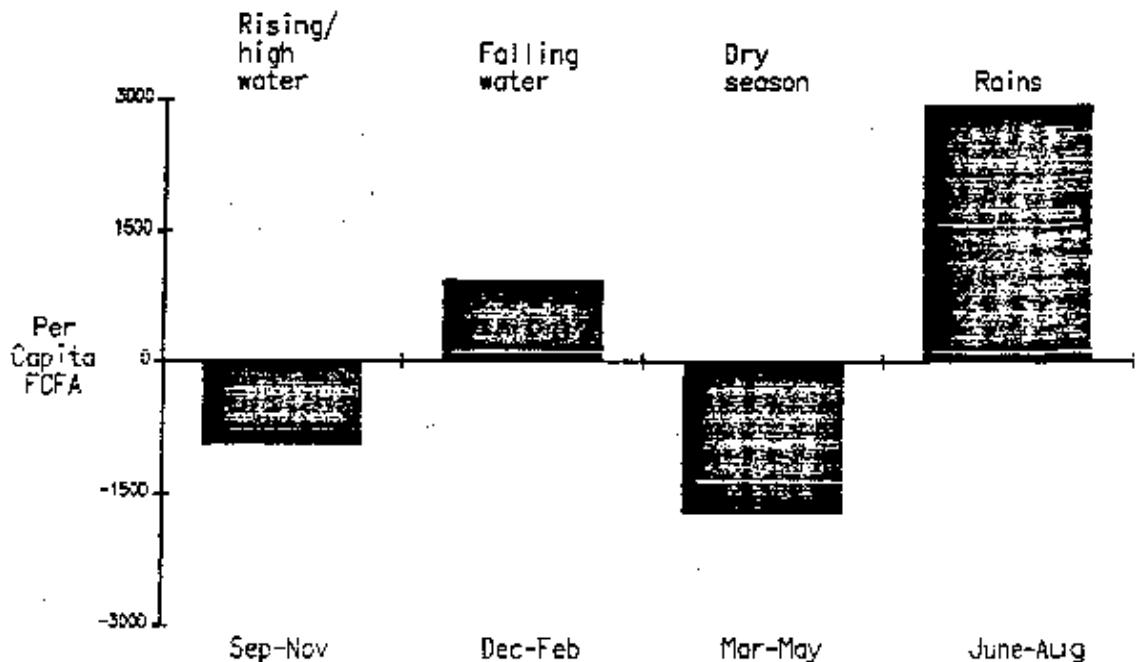 Rising/
high
water
Falling
water
Dry
season
Rains
3000
1500
0
-1500
-3000
Per
Capita
FCFA
Sep-Nov
Dec-Feb
Mar-May
June-Aug